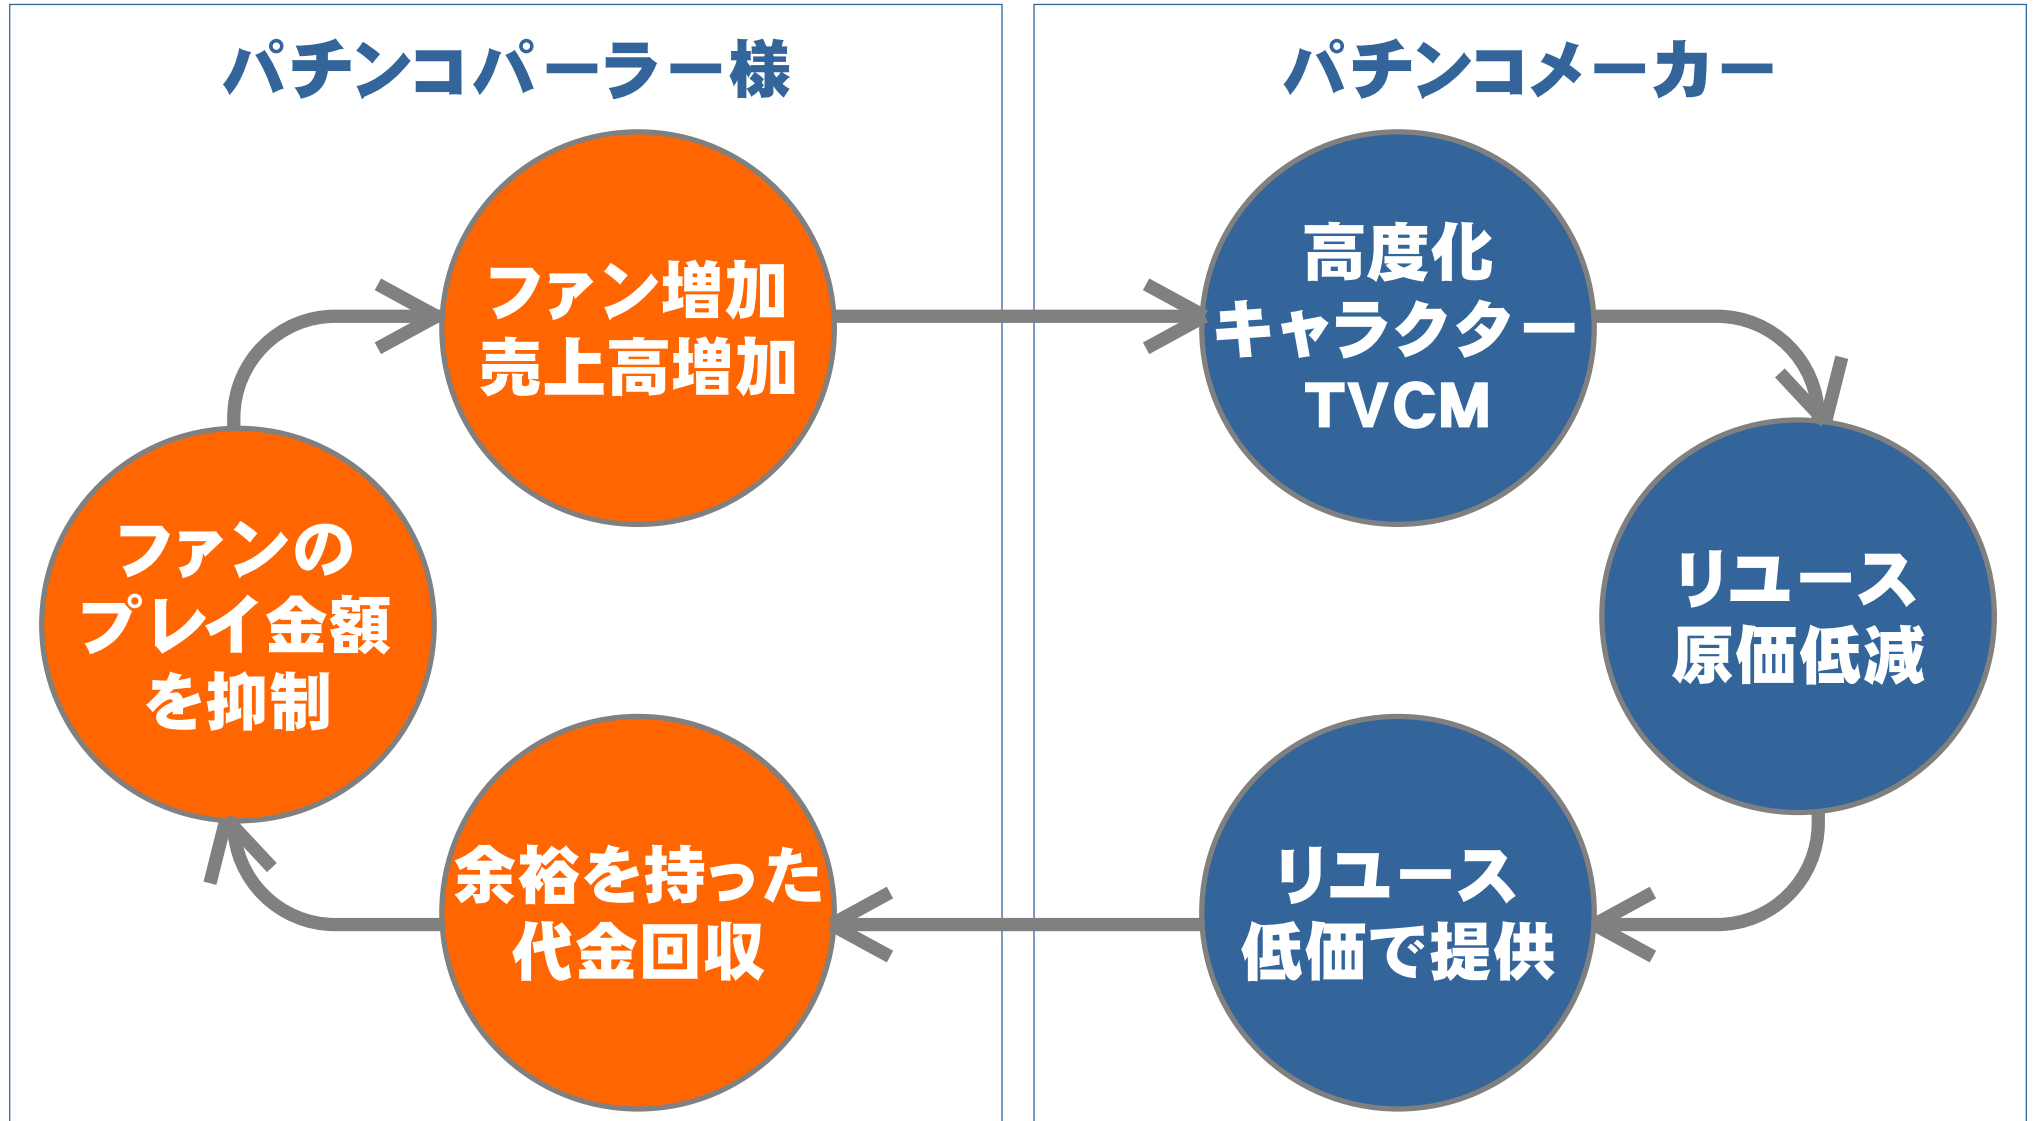 パチンコパーラー様
パチンコメーカー
ファン増加
売上高増加
高度化
キャラクター
TVCM
ファンの
プレイ金額
を抑制
リユース
原価低減
余裕を持った
代金回収
リユース
低価で提供